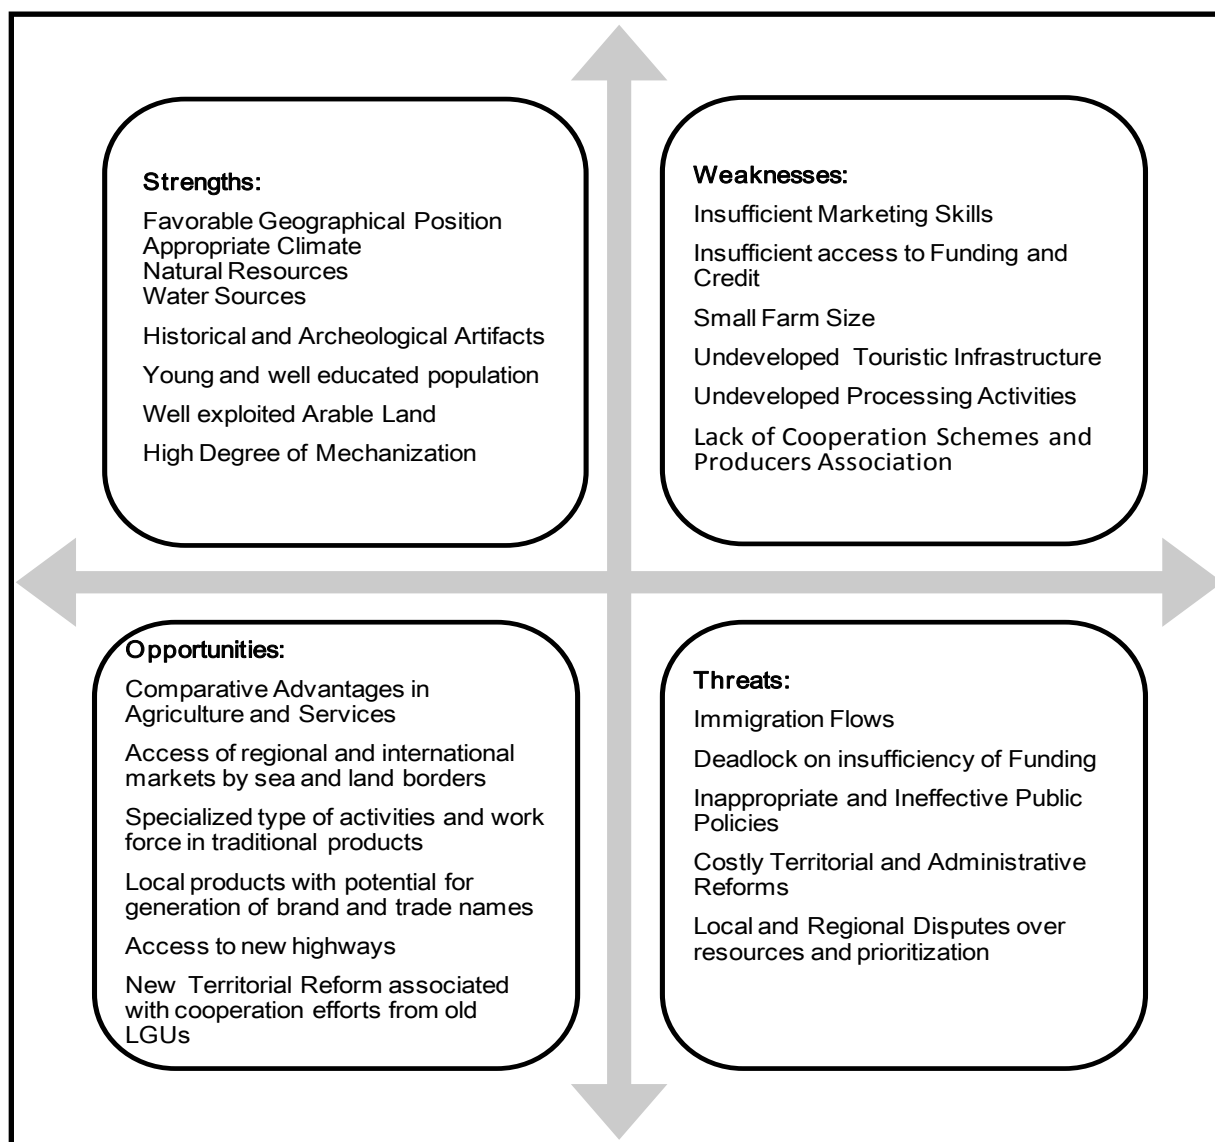 Strengths:
Favorable Geographical Position
Appropriate Climate
Natural Resources
Water Sources
Historical and Archeological Artifacts
Young and well educated population
Well exploited Arable Land
High Degree of Mechanization
Weaknesses:
Insufficient Marketing Skills
Insufficient access to Funding and
Credit
Small Farm Size
Undeveloped Touristic Infrastructure
Undeveloped Processing Activities
Lack of Cooperation Schemes and
Producers Association
Opportunities:
Comparative Advantages in
Agriculture and Services
Access of regional and international
markets by sea and land borders
Specialized type of activities and work
force in traditional products
Local products with potential for
generation of brand and trade names
Access to new highways
New Territorial Reform associated
with cooperation efforts from old
LGUs
Threats:
Immigration Flows
Deadlock on insufficiency of Funding
Inappropriate and Ineffective Public
Policies
Costly Territorial and Administrative
Reforms
Local and Regional Disputes over
resources and prioritization